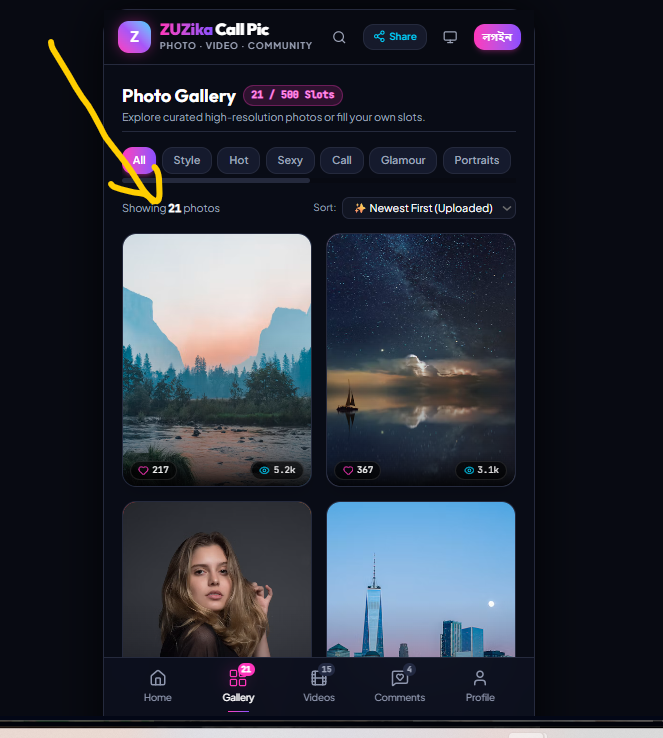 Z
ZUZika Call Pic
PHOTO · VIDEO · COMMUNITY
Share
লগইন
Photo Gallery
21 / 500 Slots
Explore curated high-resolution photos or fill your own slots.
All
Style
Hot
Sexy
Call
Glamour
Portraits
Showing 21 photos
Sort:
✨ Newest First (Uploaded)
217
5.2k
367
3.1k
21
15
4
Home
Gallery
Videos
Comments
Profile